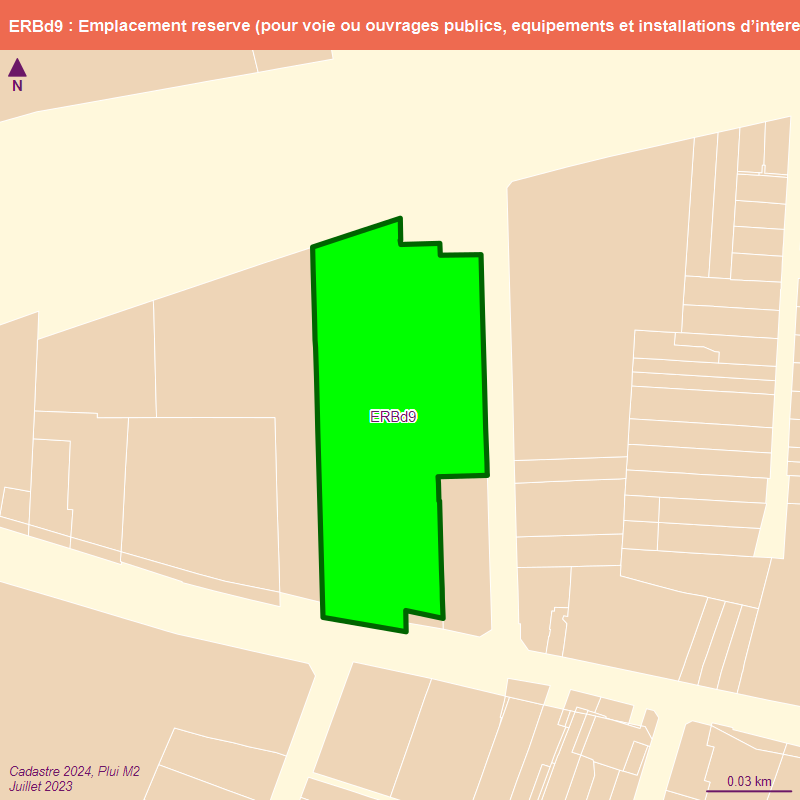 ERBd9 : Emplacement reserve (pour voie ou ouvrages publics, equipements et installations d'intere
N
ERBd9
Cadastre 2024, Plui M2
Juillet 2023
0.03 km